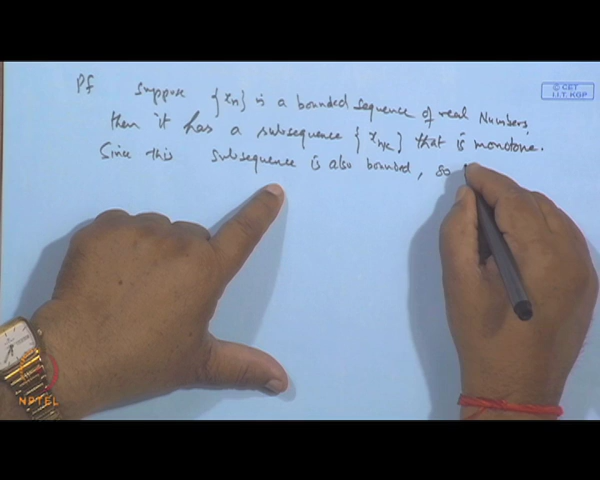 Pf Suppose {xn} is a bounded sequence of real Numbers
then it has a subsequence {xnk} that is monotone.
Since this subsequence is also bounded, so
© CET
I.I.T. KGP
NPTEL